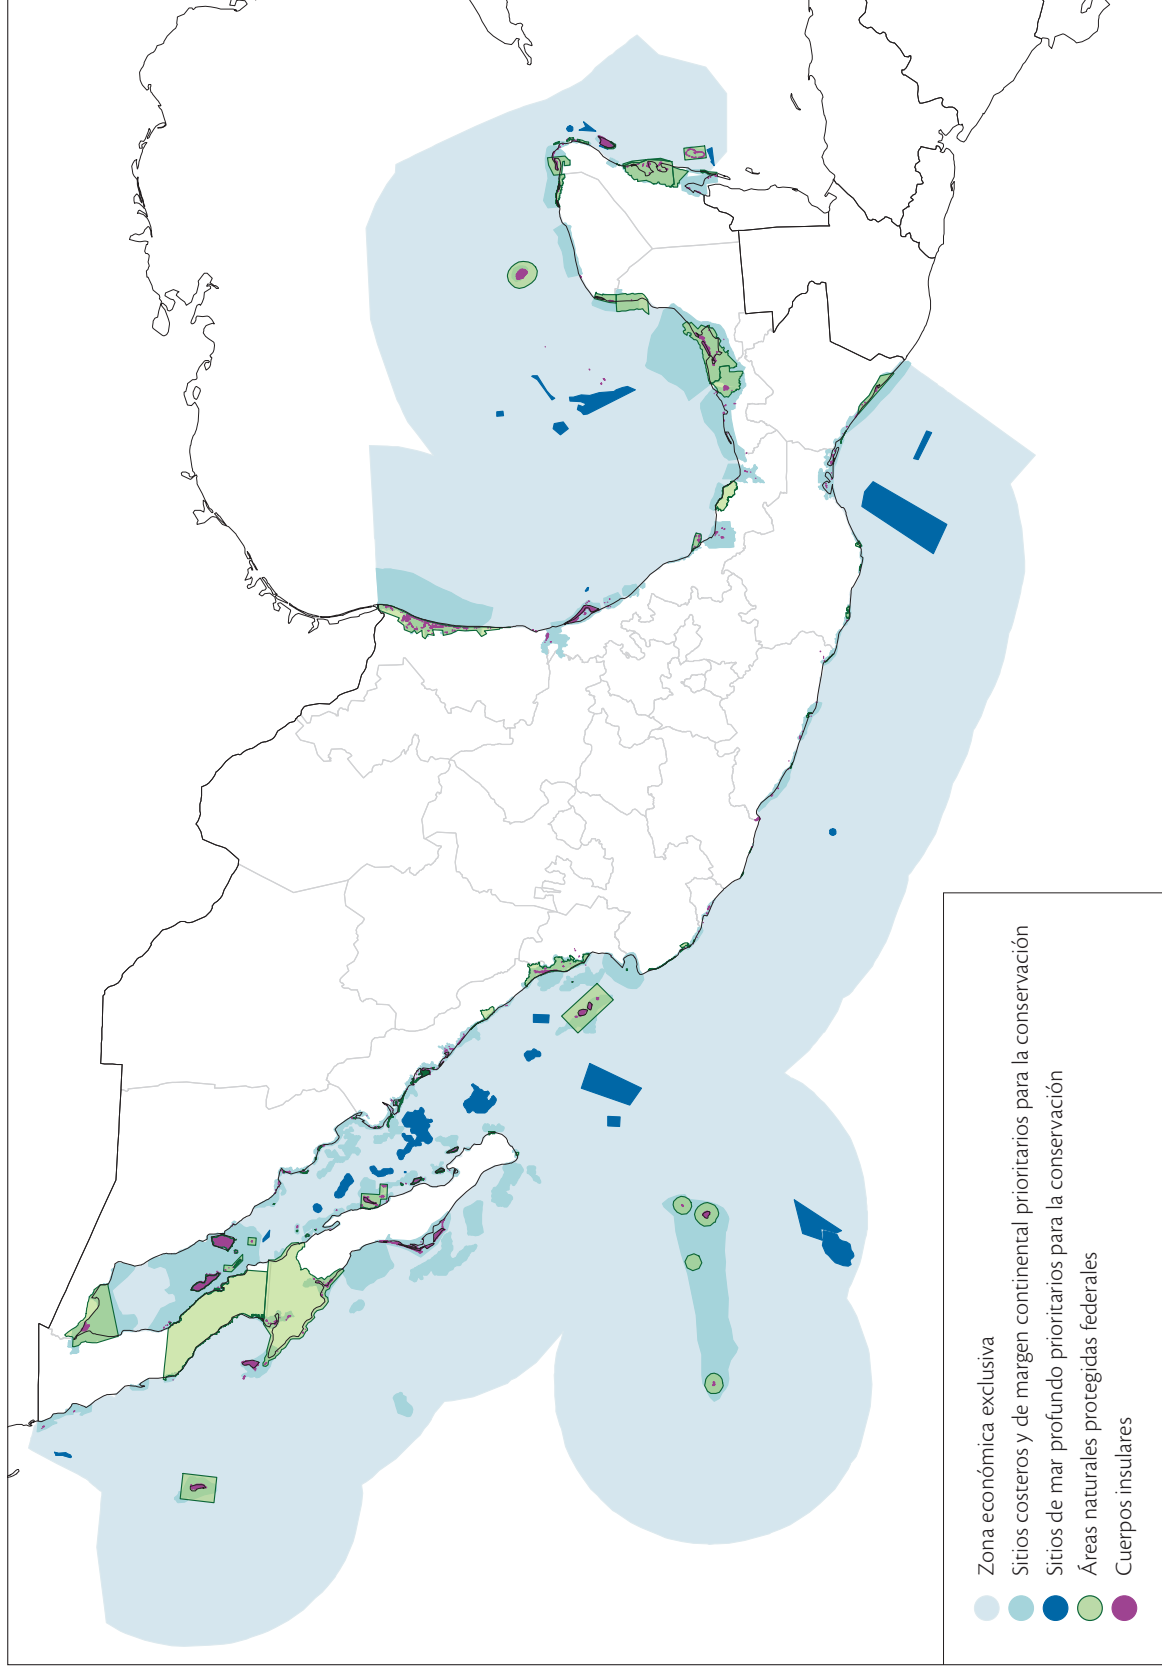 Zona económica exclusiva
Sitios costeros y de margen continental prioritarios para la conservación
Sitios de mar profundo prioritarios para la conservación
Áreas naturales protegidas federales
Cuerpos insulares